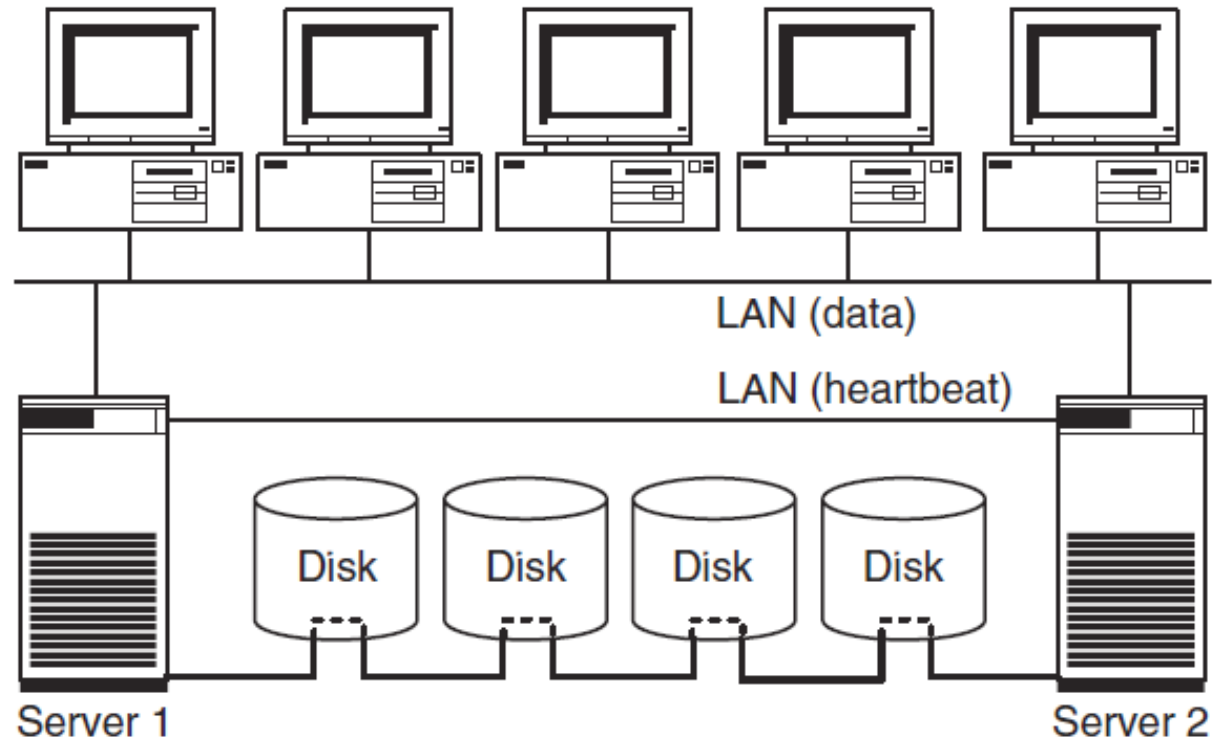 LAN (data)
LAN (heartbeat)
Disk Disk Disk Disk
Server 1 Server 2